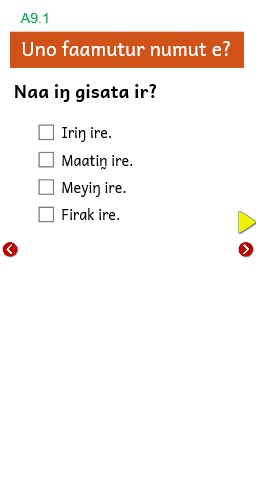 A9.1
Uno faamutur numut e?
Naa iŋ gisata ir?
Iriŋ ire.
Maatiŋ̃ ire.
Meyiŋ ire.
Firak ire.